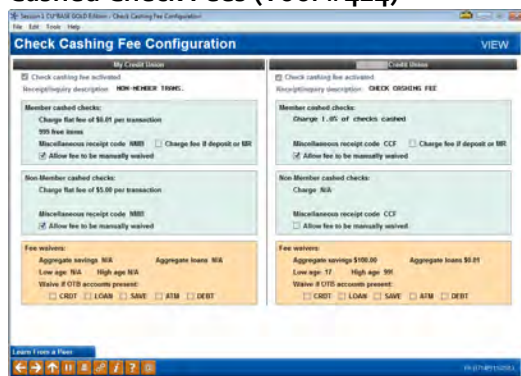 Cashed Check Fees (Tool #424)
Session 1 CU*BASE GOLD Edition - Check Cashing Fee Configuration
File Edit Tools Help
Check Cashing Fee Configuration VIEW
My Credit Union
Check cashing fee activated
Receipt/inquiry description NON-MEMBER TRANS.
Member cashed checks:
Charge flat fee of $0.01 per transaction
999 free items
Miscellaneous receipt code NMB Charge fee if deposit or MR
Allow fee to be manually waived
Non-Member cashed checks:
Charge flat fee of $5.00 per transaction
Miscellaneous receipt code NMB
Allow fee to be manually waived
Fee waivers:
Aggregate savings N/A Aggregate loans N/A
Low age N/A High age N/A
Waive if OTB accounts present:
CRDT LOAN SAVE ATM DEBT
Credit Union
Check cashing fee activated
Receipt/inquiry description CHECK CASHING FEE
Member cashed checks:
Charge 1.0% of checks cashed
Miscellaneous receipt code CCF Charge fee if deposit or MR
Allow fee to be manually waived
Non-Member cashed checks:
Charge N/A
Miscellaneous receipt code CCF
Allow fee to be manually waived
Fee waivers:
Aggregate savings $100.00 Aggregate loans $0.01
Low age 17 High age 991
Waive if OTB accounts present:
CRDT LOAN SAVE ATM DEBT
Learn From a Peer